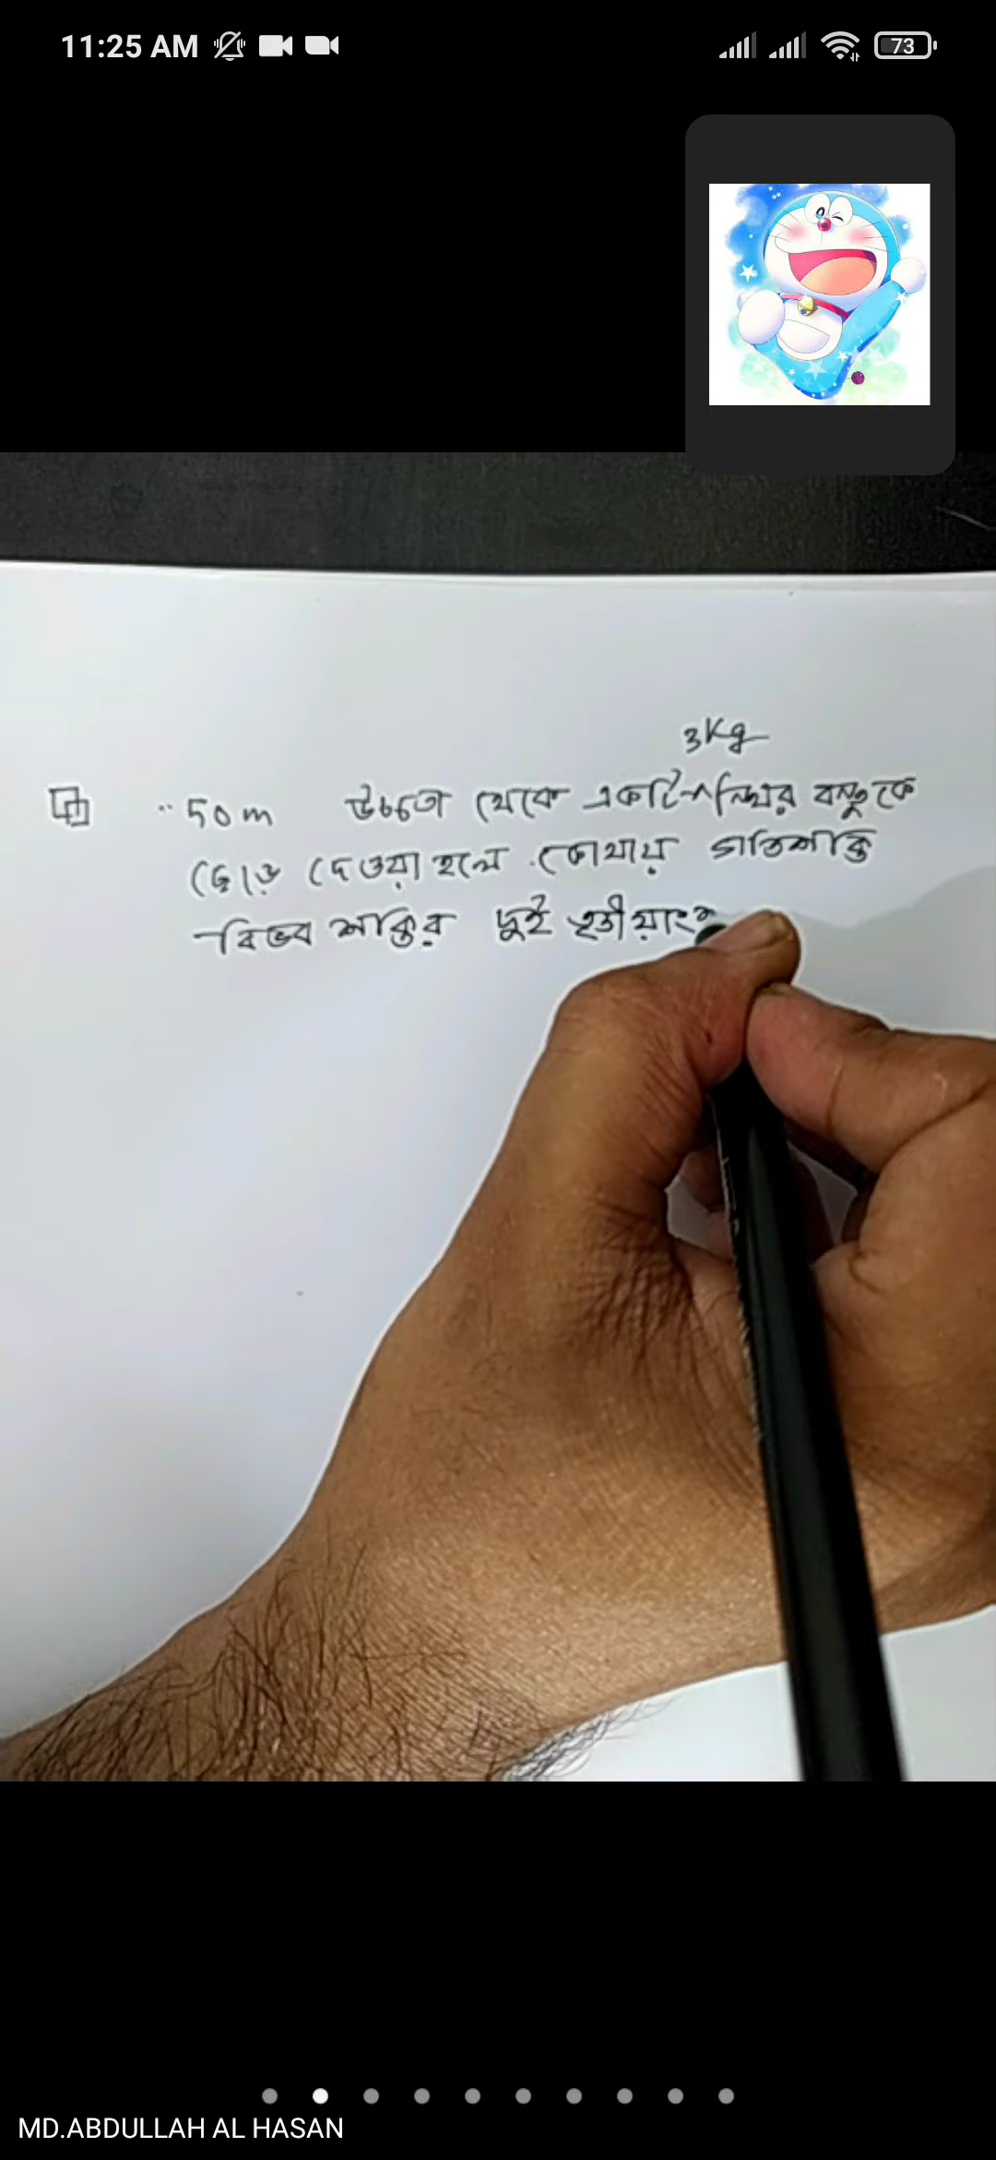 11:25 AM
73
3Kg
50 m উচ্চতা থেকে একটি স্থির বস্তুকে
ছেড়ে দেওয়া হলে কোথায় গতিশক্তি
বিভব শক্তির দুই তৃতীয়াংশ
MD.ABDULLAH AL HASAN